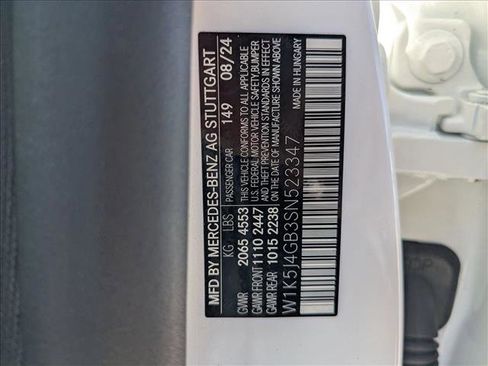 MFD BY MERCEDES-BENZ AG STUTTGART
KG LBS PASSENGER CAR 149 08/24
GAWR 2065 4553 THIS VEHICLE CONFORMS TO ALL APPLICABLE
GAWR FRONT 1110 2447 U.S. FEDERAL MOTOR VEHICLE SAFETY, BUMPER
GAWR REAR 1015 2238 AND THEFT PREVENTION STANDARDS IN EFFECT
ON THE DATE OF MANUFACTURE SHOWN ABOVE
W1K5J4GB3SN523347 MADE IN HUNGARY